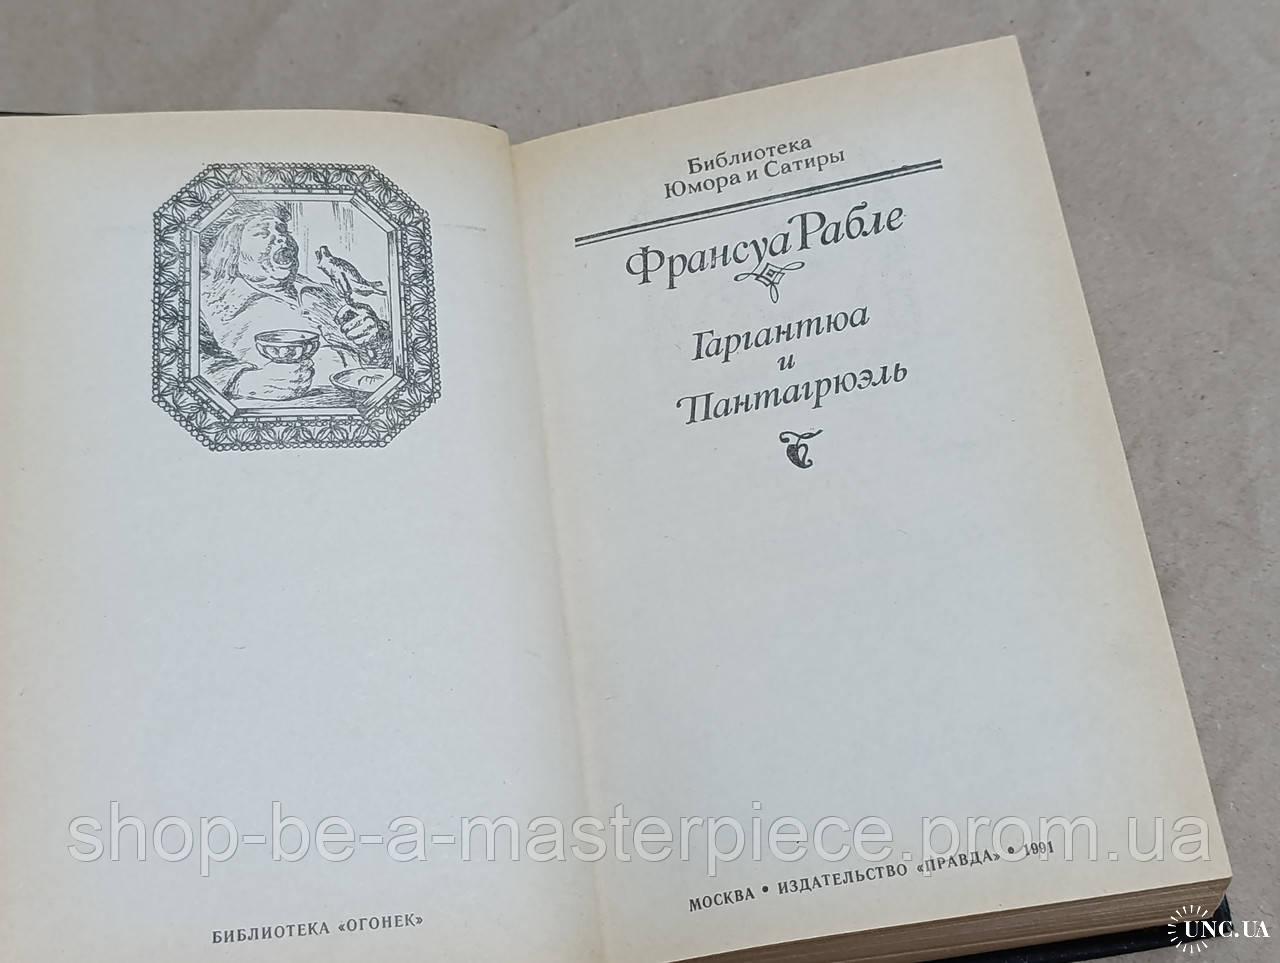 Библиотека
Юмора и Сатиры
Франсуа Рабле
Гаргантюа
и
Пантагрюэль
shop-be-a-masterpiece.prom.ua
БИБЛИОТЕКА «ОГОНЕК»
МОСКВА • ИЗДАТЕЛЬСТВО «ПРАВДА» • 1991
UNC.UA